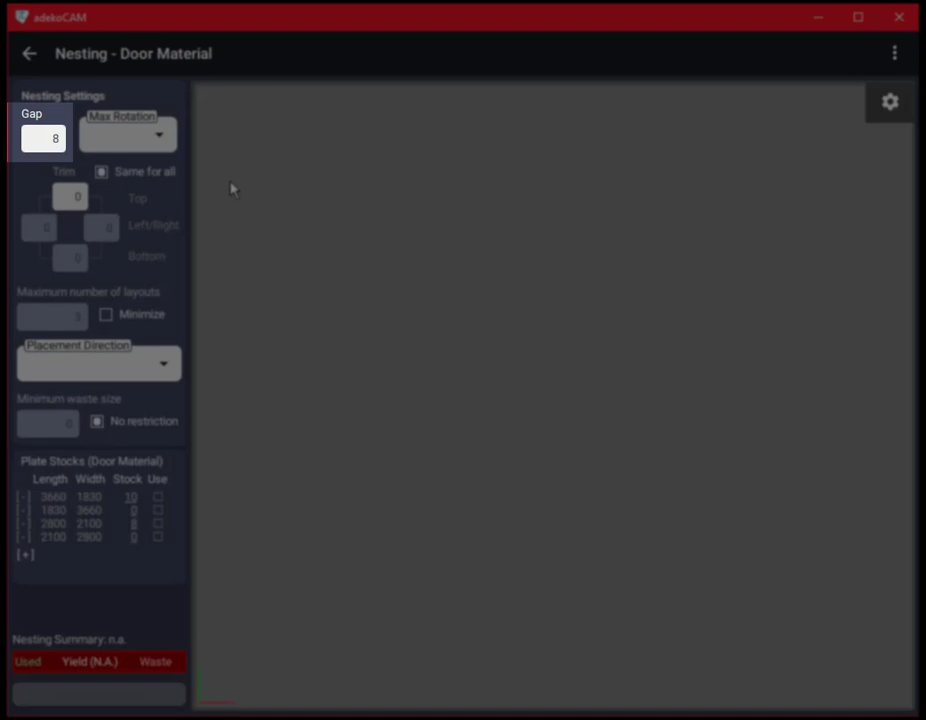 adekoCAM
Nesting - Door Material
Nesting Settings
Gap
Max Rotation
8
Trim Same for all
0 Top
0 0 Left/Right
0 Bottom
Maximum number of layouts
Minimize
Placement Direction
Minimum waste size
0 No restriction
Plate Stocks (Door Material)
Length Width Stock Use
[-] 3660 1830 10
[-] 1830 3660 0
[-] 2800 2100 8
[-] 2100 2800 0
[+]
Nesting Summary: n.a.
Used Yield (N.A.) Waste